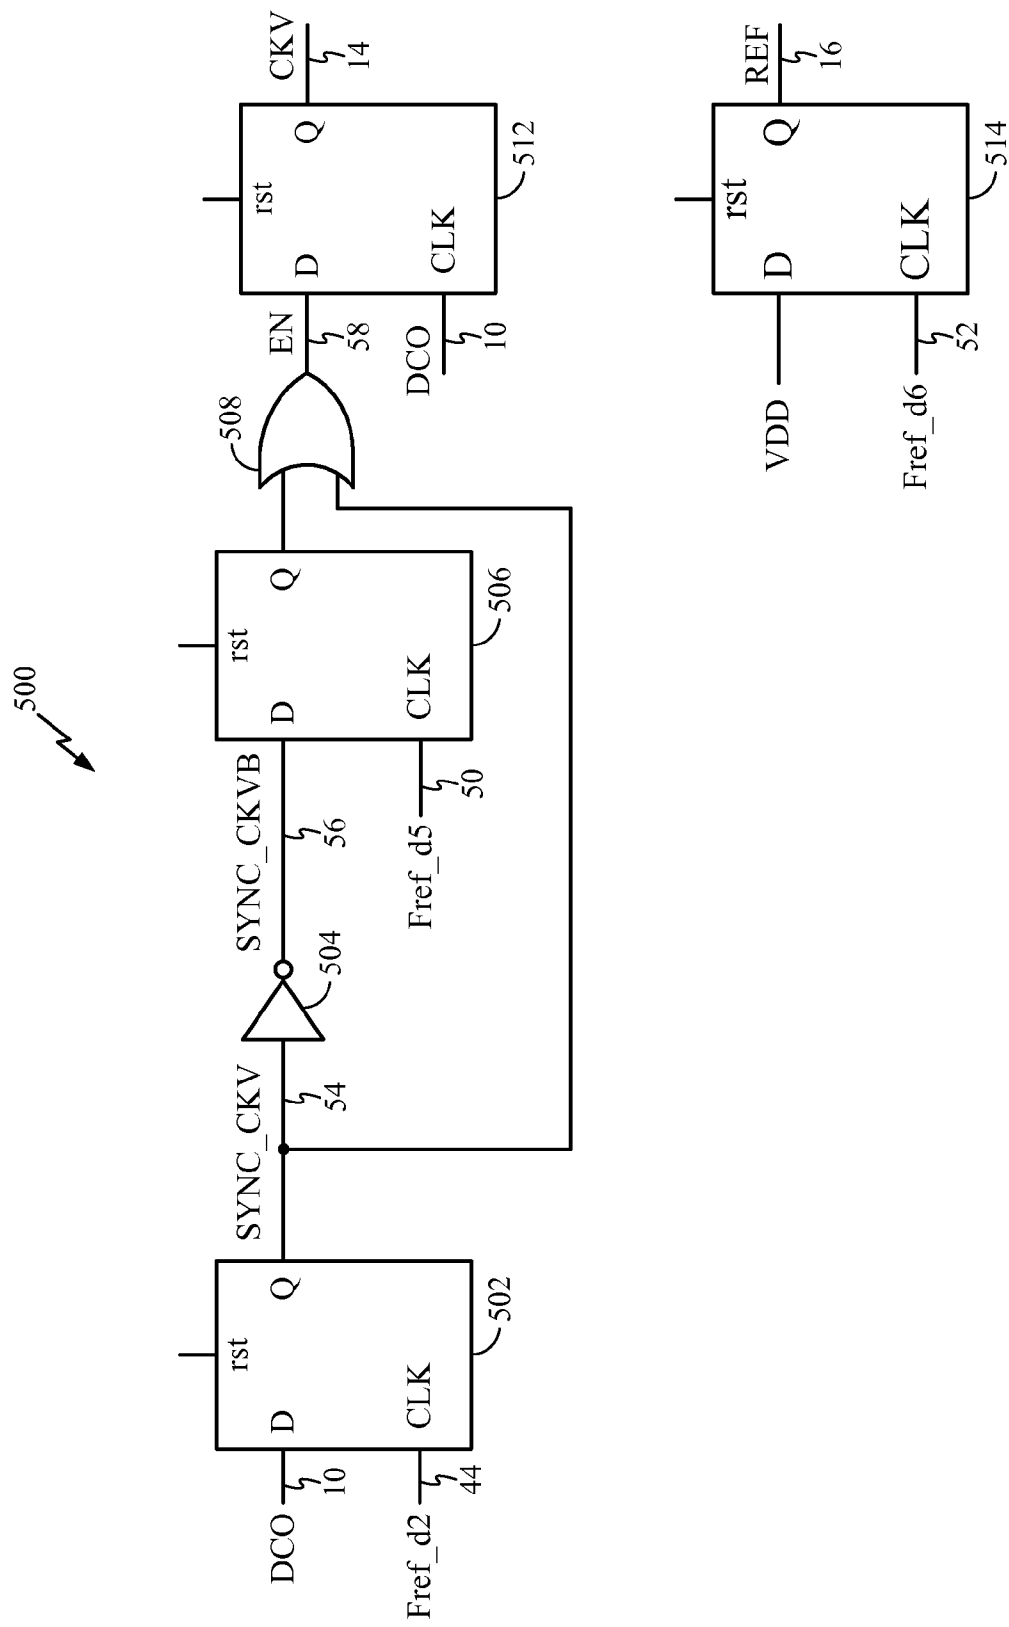 500
DCO
10
Fref_d2
44
D
rst
Q
CLK
502
SYNC_CKV
54
504
SYNC_CKVB
56
Fref_d5
50
D
rst
Q
CLK
506
508
EN
58
DCO
10
D
rst
Q
CLK
512
CKV
14
VDD
Fref_d6
52
D
rst
Q
CLK
514
REF
16